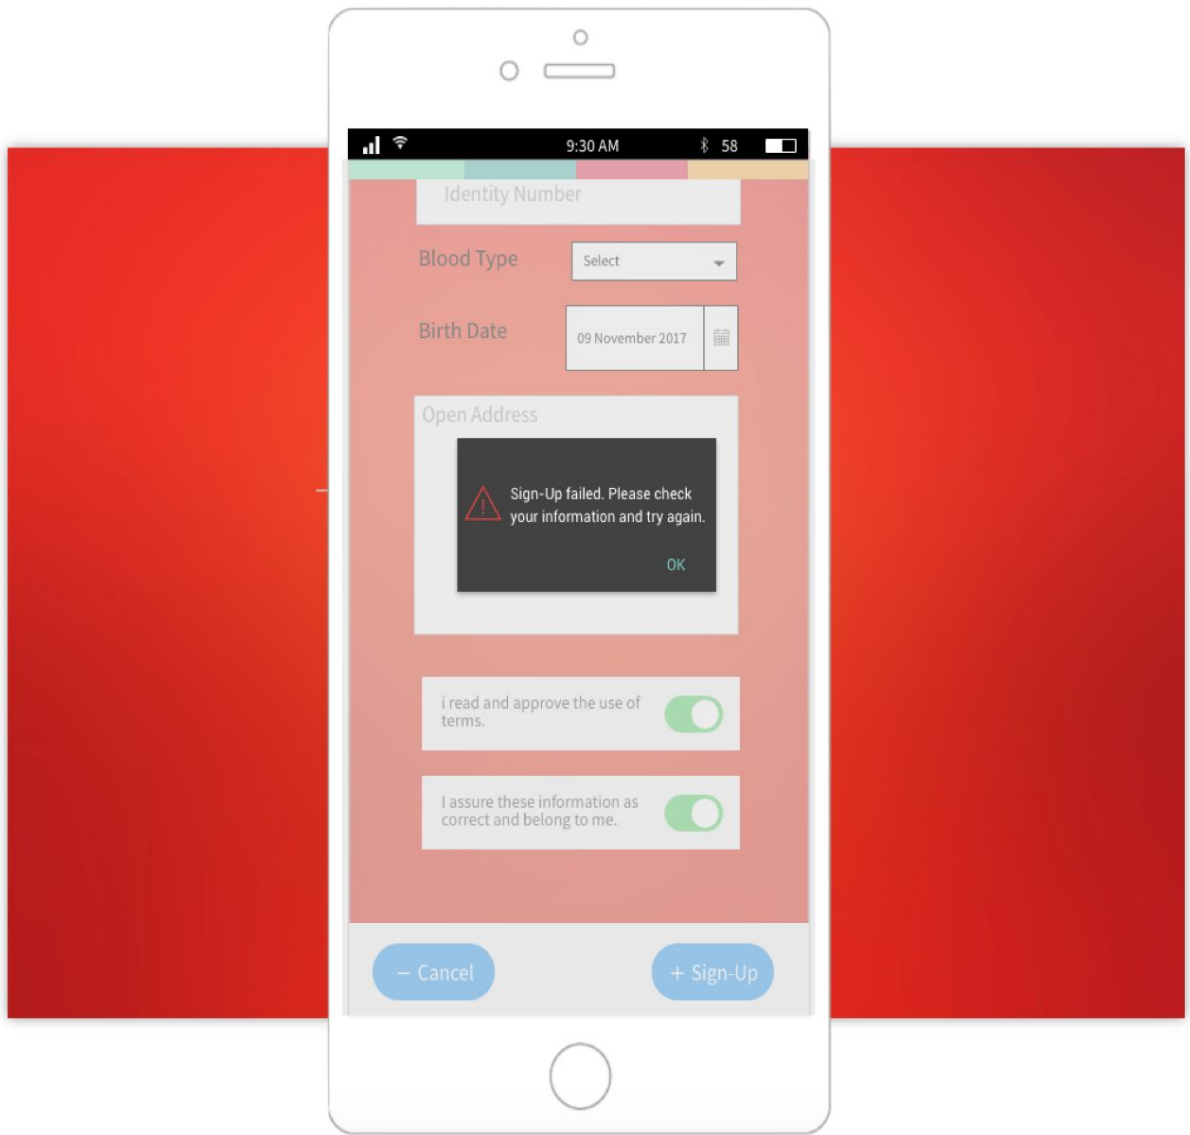 9:30 AM 58
Identity Number
Blood Type Select
Birth Date 09 November 2017
Open Address
Sign-Up failed. Please check
your information and try again.
OK
i read and approve the use of
terms.
I assure these information as
correct and belong to me.
– Cancel + Sign-Up